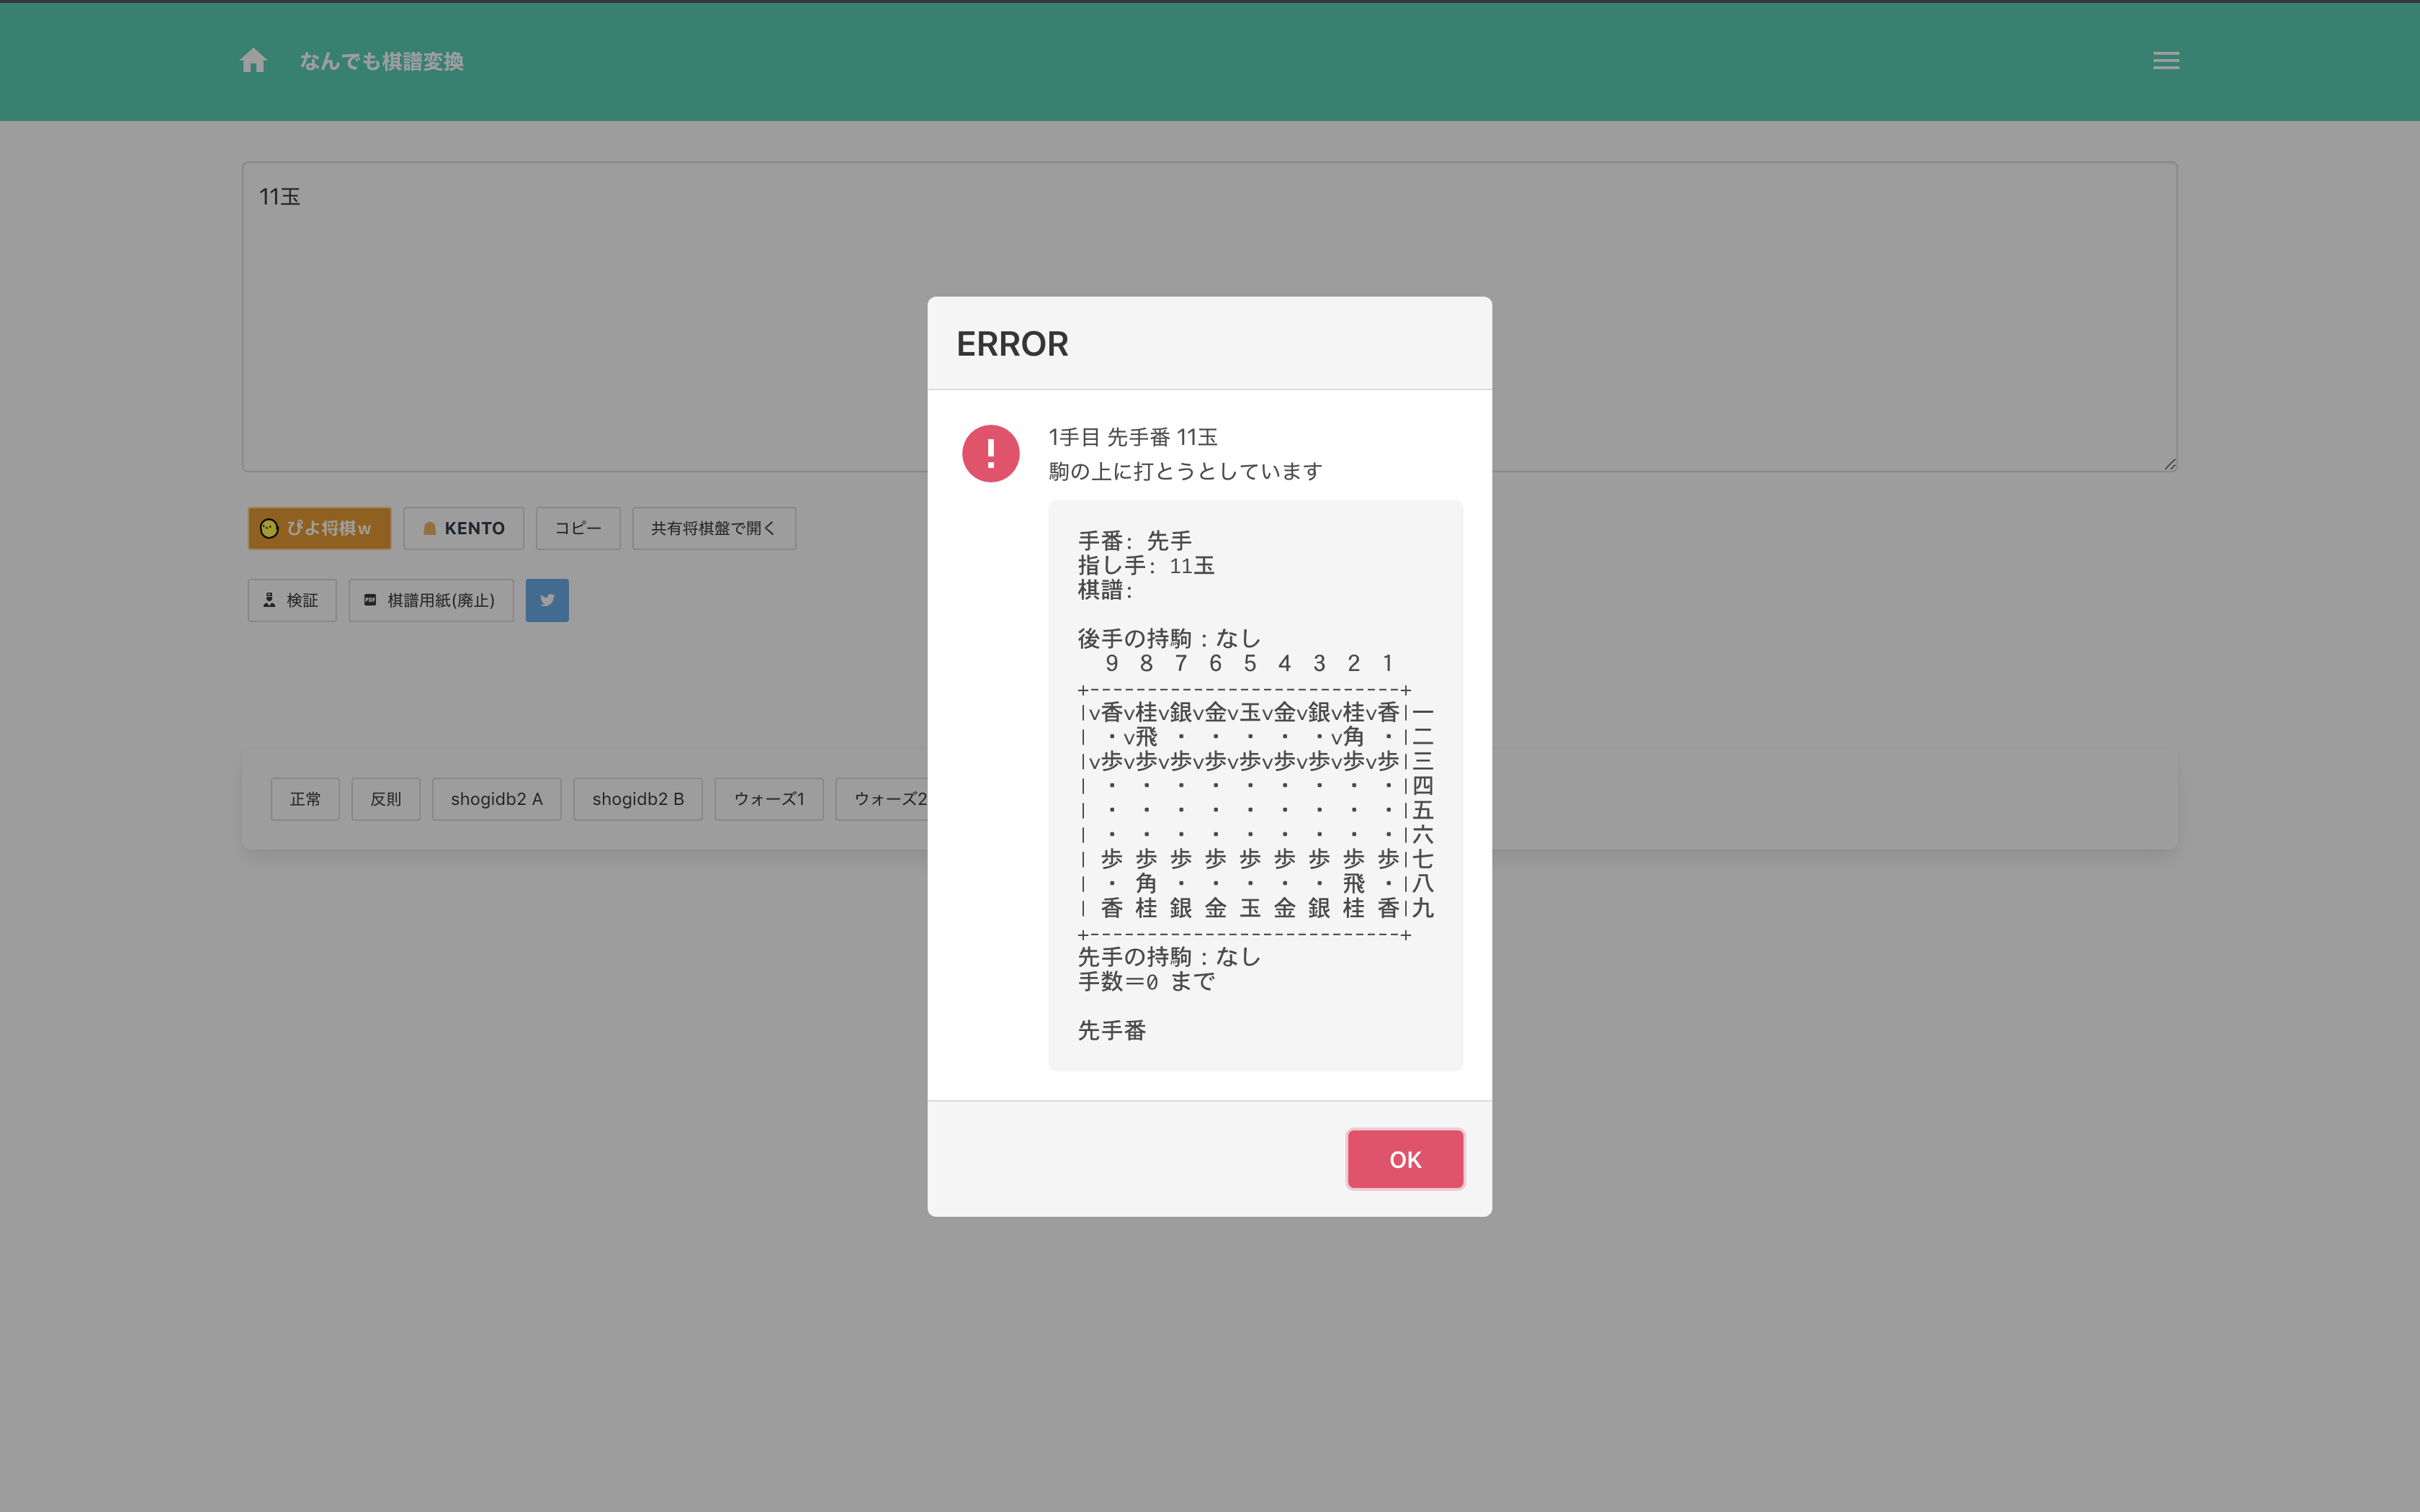 なんでも棋譜変換
11玉
ERROR
1手目 先手番 11玉
駒の上に打とうとしています
手番: 先手
指し手: 11玉
棋譜:
後手の持駒：なし
9 8 7 6 5 4 3 2 1
+---------------------------+
|v香v桂v銀v金v玉v金v銀v桂v香|一
| ・v飛 ・ ・ ・ ・ ・v角 ・|二
|v歩v歩v歩v歩v歩v歩v歩v歩v歩|三
| ・ ・ ・ ・ ・ ・ ・ ・ ・|四
| ・ ・ ・ ・ ・ ・ ・ ・ ・|五
| ・ ・ ・ ・ ・ ・ ・ ・ ・|六
| 歩 歩 歩 歩 歩 歩 歩 歩 歩|七
| ・ 角 ・ ・ ・ ・ ・ 飛 ・|八
| 香 桂 銀 金 玉 金 銀 桂 香|九
+---------------------------+
先手の持駒：なし
手数＝0 まで
先手番
OK
ぴよ将棋w KENTO コピー 共有将棋盤で開く
検証 PDF 棋譜用紙(廃止)
正常 反則 shogidb2 A shogidb2 B ウォーズ1 ウォーズ2